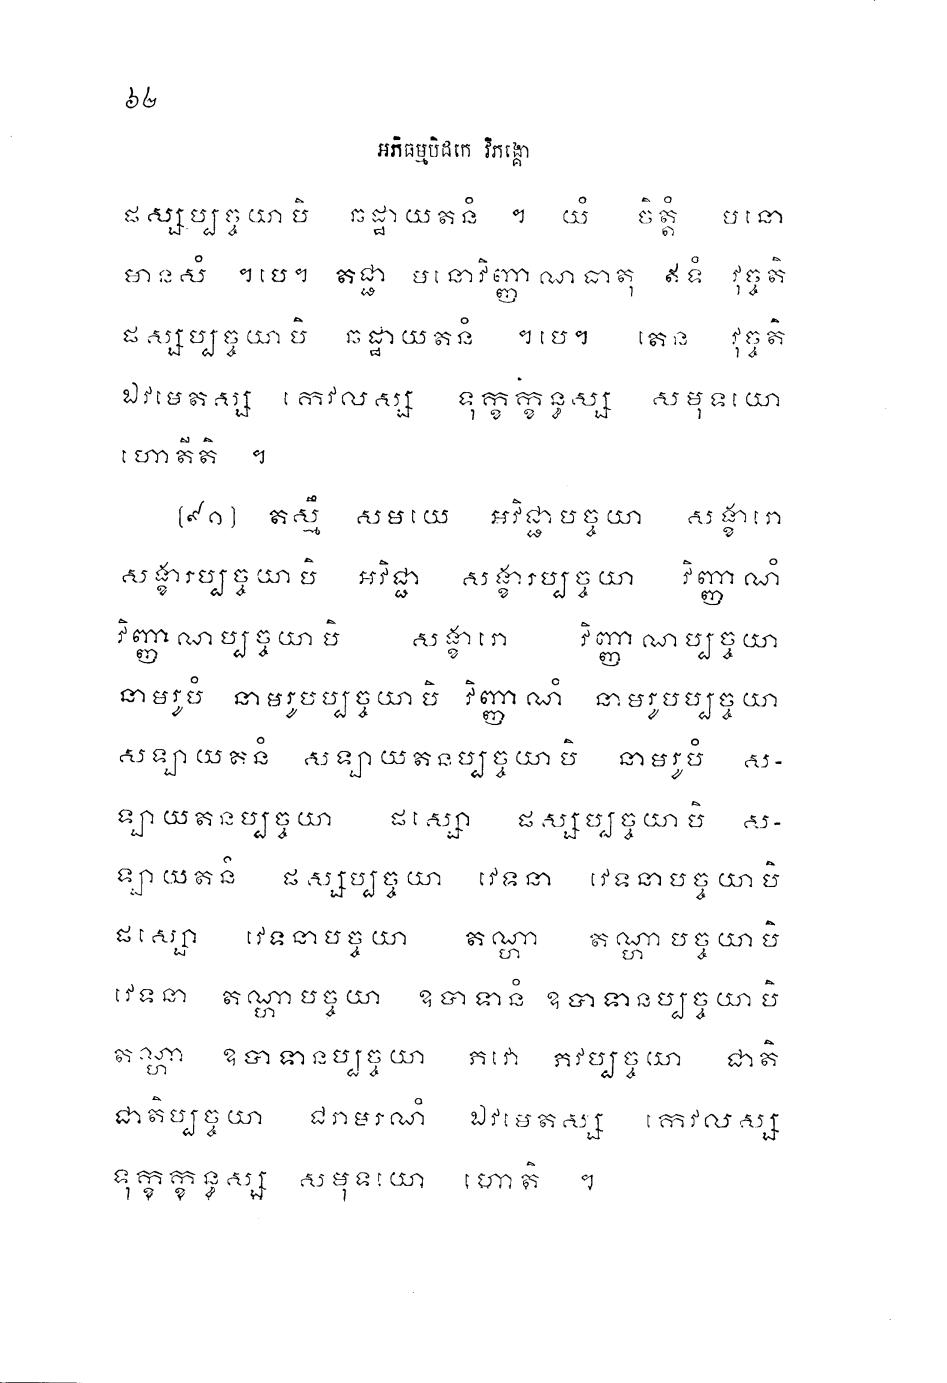 ៦២
អភិធម្មបិដកេ វិភង្គោ
ផស្សប្បច្ចយាបិ ឆដ្ឋាយតនំ ។ យំ ចិត្តំ មនោ
មានសំ ។បេ។ តជ្ជា មនោវិញ្ញាណធាតុ ឥទំ វុច្ចតិ
ផស្សប្បច្ចយាបិ ឆដ្ឋាយតនំ ។បេ។ តេន វុច្ចតិ
ឯវមេតស្ស កេវលស្ស ទុក្ខក្ខន្ធស្ស សមុទយោ
ហោតីតិ ។
(៩១) តស្មឹ សមយេ អវិជ្ជាបច្ចយា សង្ខារោ
សង្ខារប្បច្ចយាបិ អវិជ្ជា សង្ខារប្បច្ចយា វិញ្ញាណំ
វិញ្ញាណប្បច្ចយាបិ សង្ខារោ វិញ្ញាណប្បច្ចយា
នាមរូបំ នាមរូបប្បច្ចយាបិ វិញ្ញាណំ នាមរូបប្បច្ចយា
សឡាយតនំ សឡាយតនប្បច្ចយាបិ នាមរូបំ ស-
ឡាយតនប្បច្ចយា ផស្សោ ផស្សប្បច្ចយាបិ ស-
ឡាយតនំ ផស្សប្បច្ចយា វេទនា វេទនាបច្ចយាបិ
ផស្សោ វេទនាបច្ចយា តណ្ហា តណ្ហាបច្ចយាបិ
វេទនា តណ្ហាបច្ចយា ឧបាទានំ ឧបាទានប្បច្ចយាបិ
តណ្ហា ឧបាទានប្បច្ចយា ភវោ ភវប្បច្ចយា ជាតិ
ជាតិប្បច្ចយា ជរាមរណំ ឯវមេតស្ស កេវលស្ស
ទុក្ខក្ខន្ធស្ស សមុទយោ ហោតិ ។